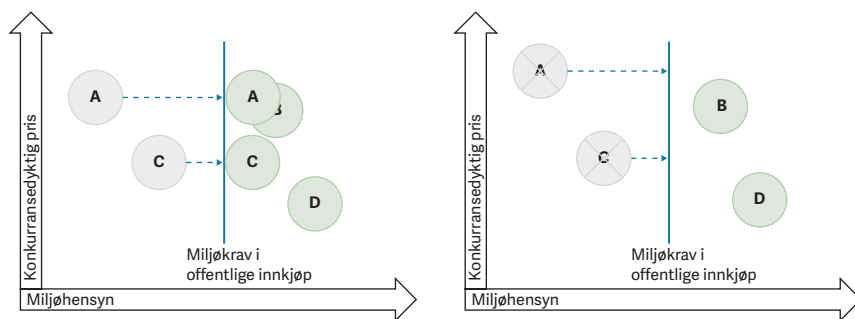 Konkurransedyktig pris
A
A
B
C
C
D
Miljøkrav i
offentlige innkjøp
Miljøhensyn
Konkurransedyktig pris
A
B
C
D
Miljøkrav i
offentlige innkjøp
Miljøhensyn